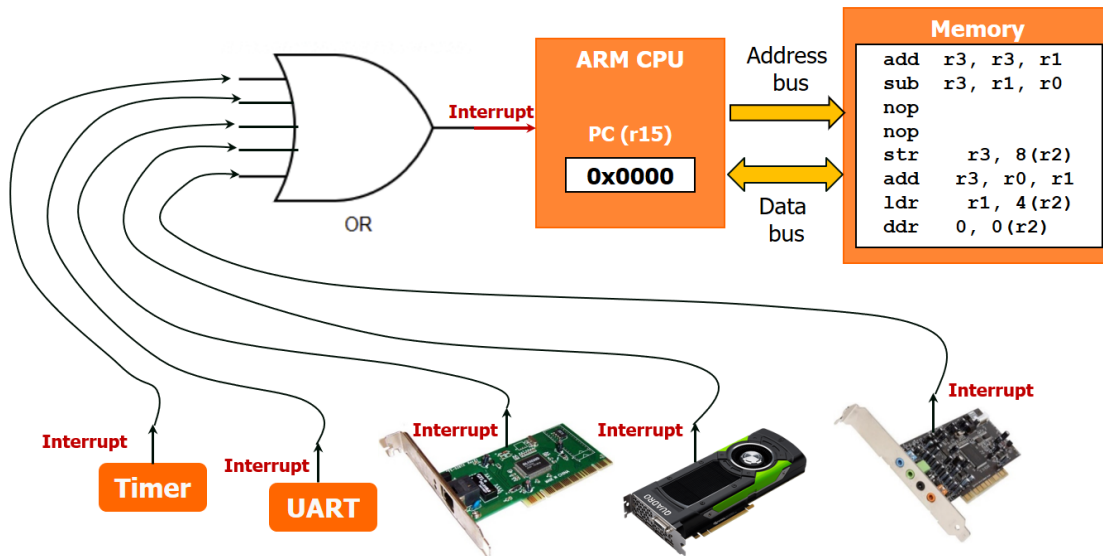 Memory
add r3, r3, r1
sub r3, r1, r0
nop
nop
str r3, 8(r2)
add r3, r0, r1
ldr r1, 4(r2)
ddr 0, 0(r2)
ARM CPU
PC (r15)
0x0000
Address
bus
Data
bus
Interrupt
OR
Interrupt
Timer
Interrupt
UART
Interrupt
Interrupt
QUADRO
Interrupt